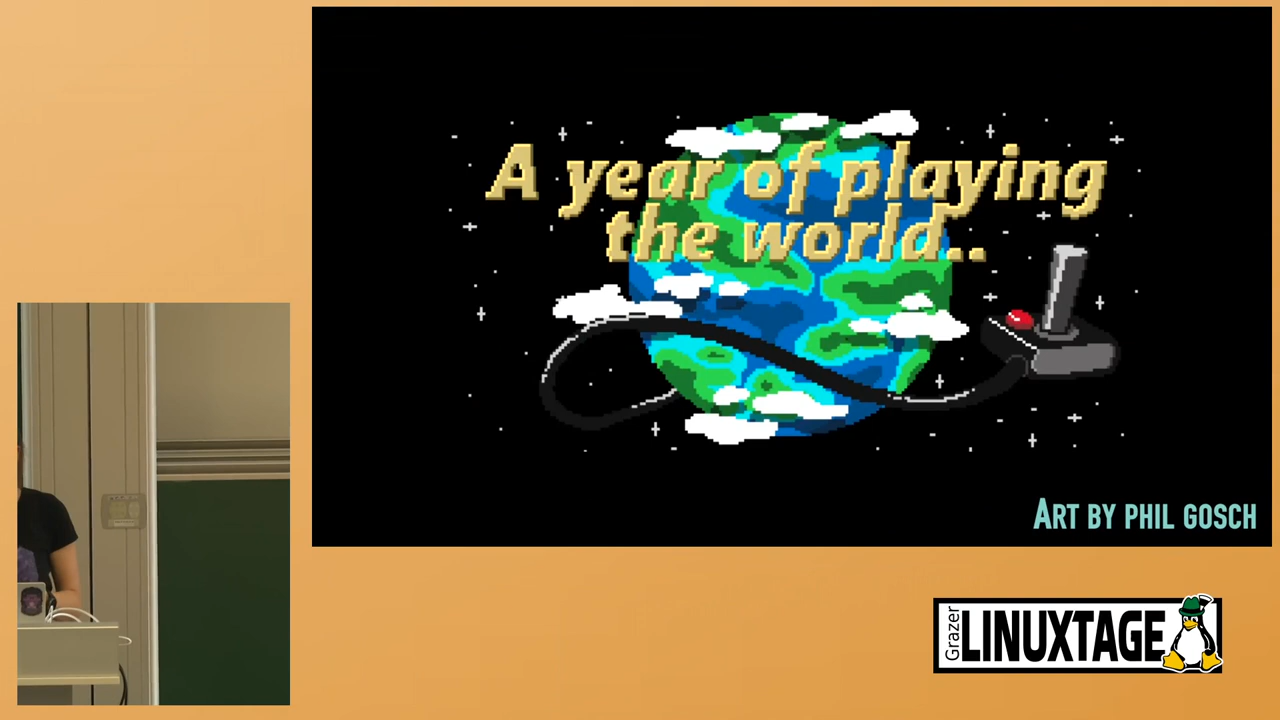 A year of playing
the world..
ART BY PHIL GOSCH
Grazer
LINUXTAGE